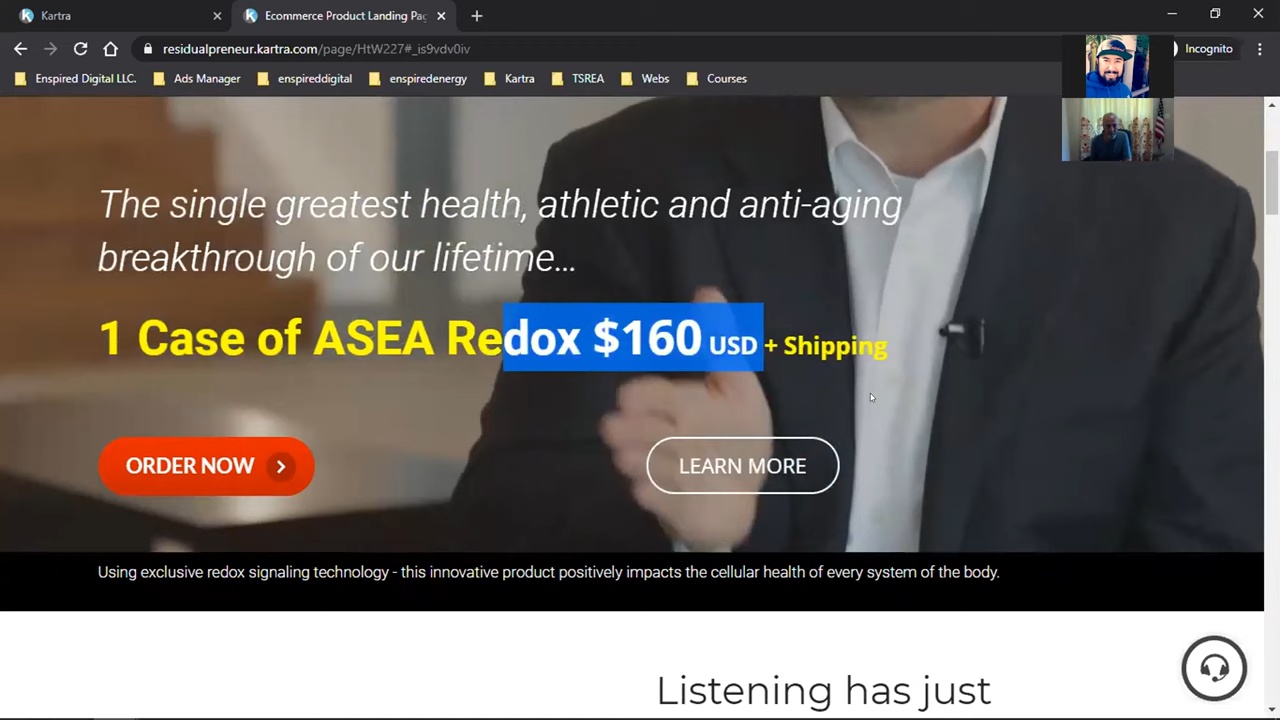 Kartra
Ecommerce Product Landing Pag
residualpreneur.kartra.com/page/HtW227#_is9vdv0iv
Incognito
Enspired Digital LLC.
Ads Manager
enspireddigital
enspiredenergy
Kartra
TSREA
Webs
Courses
The single greatest health, athletic and anti-aging
breakthrough of our lifetime...
1 Case of ASEA Redox $160 USD + Shipping
ORDER NOW
LEARN MORE
Using exclusive redox signaling technology - this innovative product positively impacts the cellular health of every system of the body.
Listening has just